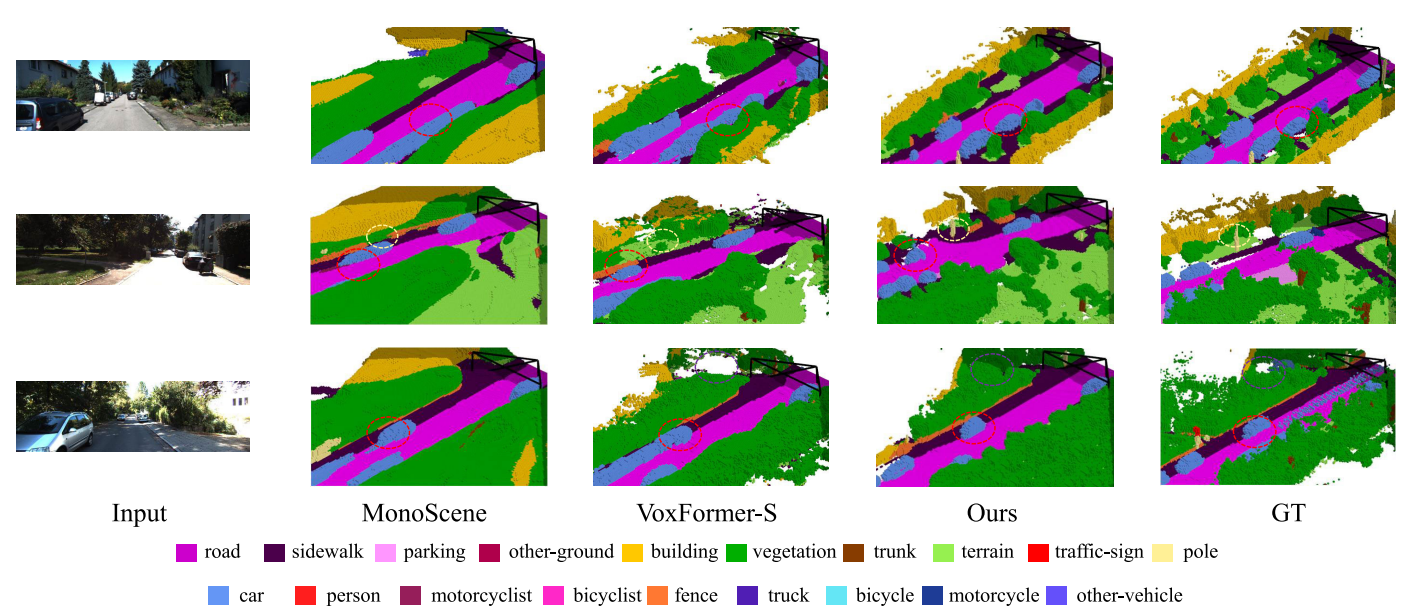 Input MonoScene VoxFormer-S Ours GT
road sidewalk parking other-ground building vegetation trunk terrain traffic-sign pole
car person motorcyclist bicyclist fence truck bicycle motorcycle other-vehicle